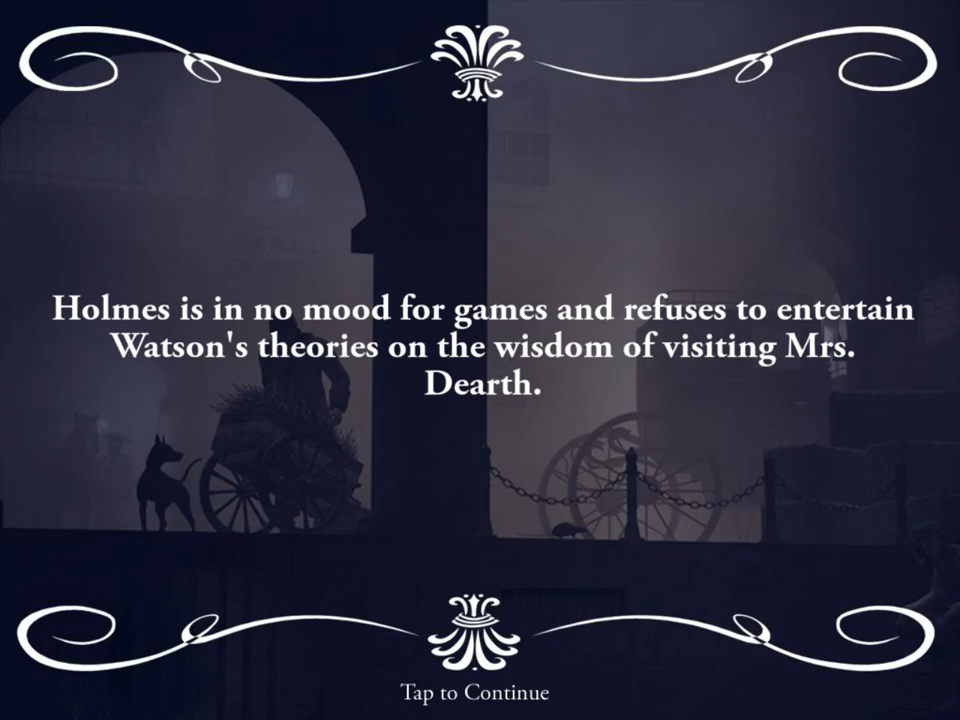 Holmes is in no mood for games and refuses to entertain
Watson's theories on the wisdom of visiting Mrs.
Dearth.
Tap to Continue